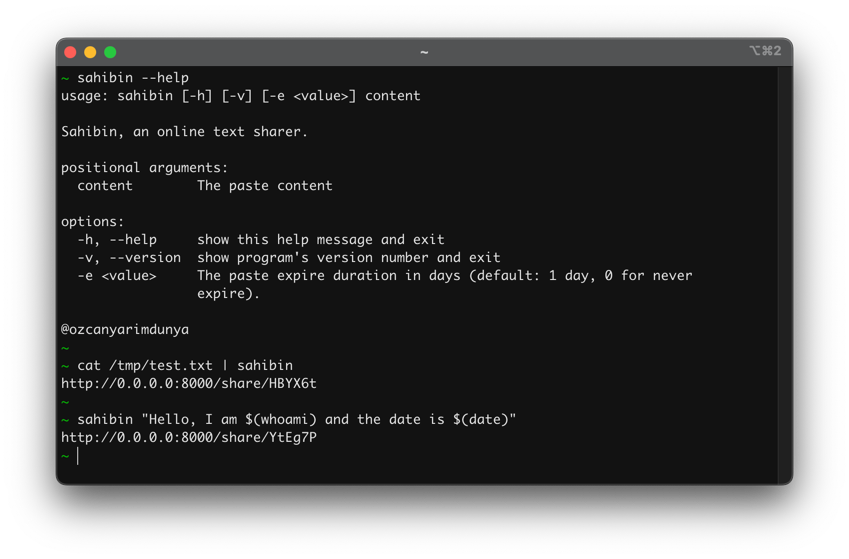 ~
⌥⌘2
~ sahibin --help
usage: sahibin [-h] [-v] [-e <value>] content
Sahibin, an online text sharer.
positional arguments:
  content        The paste content
options:
  -h, --help     show this help message and exit
  -v, --version  show program's version number and exit
  -e <value>     The paste expire duration in days (default: 1 day, 0 for never
                 expire).
@ozcanyarimdunya
~
~ cat /tmp/test.txt | sahibin
http://0.0.0.0:8000/share/HBYX6t
~
~ sahibin "Hello, I am $(whoami) and the date is $(date)"
http://0.0.0.0:8000/share/YtEg7P
~